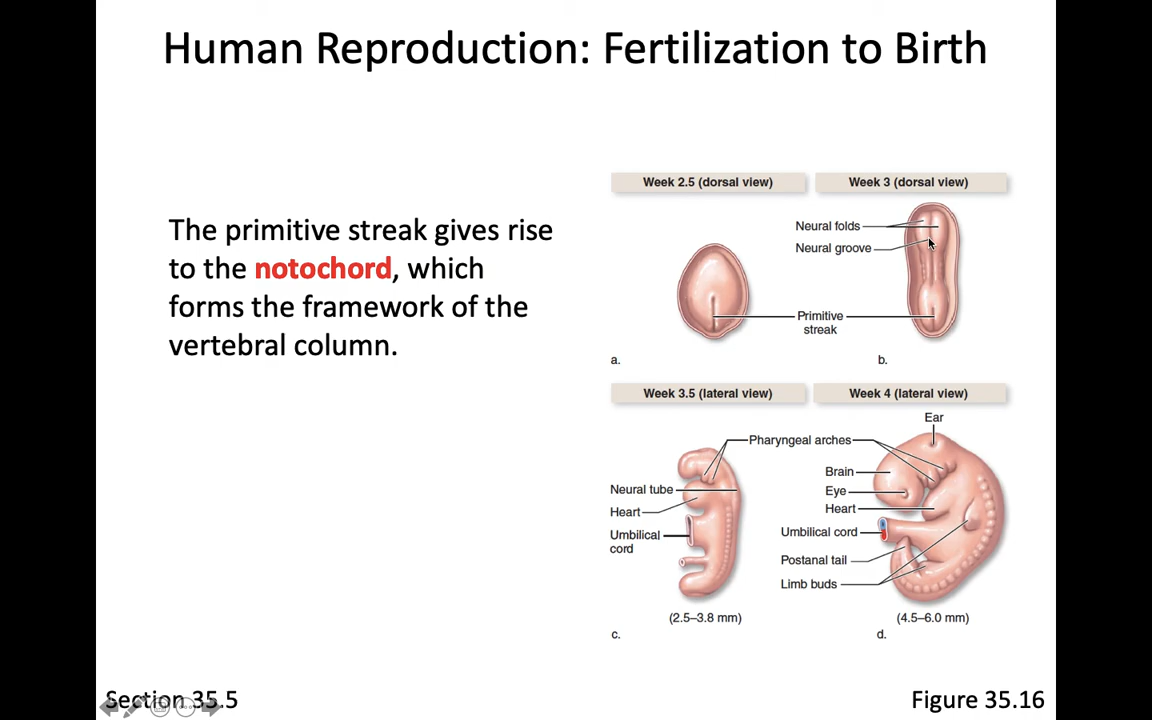 Human Reproduction: Fertilization to Birth
The primitive streak gives rise
to the notochord, which
forms the framework of the
vertebral column.
Week 2.5 (dorsal view)
Week 3 (dorsal view)
Neural folds
Neural groove
Primitive
streak
a.
b.
Week 3.5 (lateral view)
Week 4 (lateral view)
Ear
Pharyngeal arches
Brain
Neural tube
Eye
Heart
Heart
Umbilical
cord
Umbilical cord
Postanal tail
Limb buds
(2.5–3.8 mm)
(4.5–6.0 mm)
c.
d.
Section 35.5
Figure 35.16